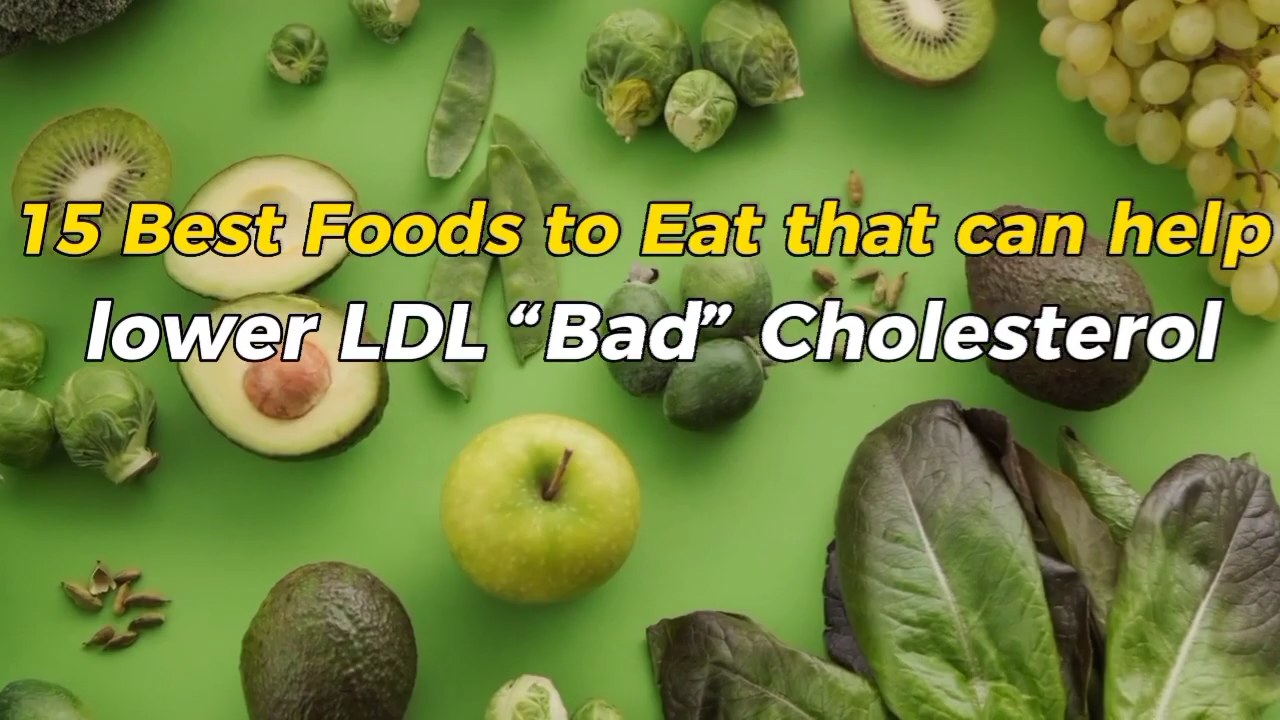 15 Best Foods to Eat that can help
lower LDL “Bad” Cholesterol